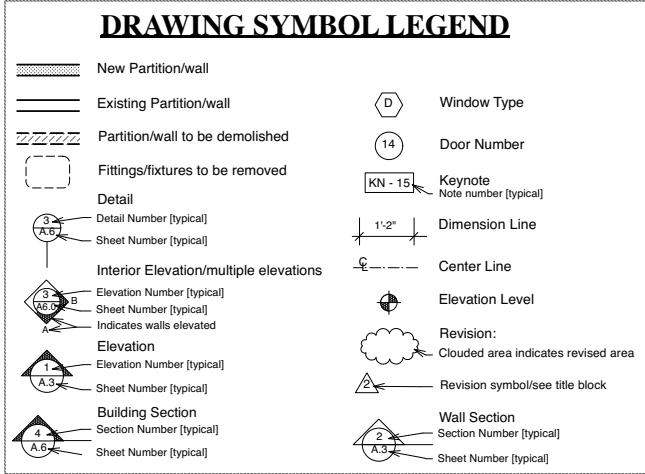 DRAWING SYMBOL LEGEND
New Partition/wall
Existing Partition/wall
Partition/wall to be demolished
Fittings/fixtures to be removed
Detail
3
Detail Number [typical]
A.6
Sheet Number [typical]
Interior Elevation/multiple elevations
3
Elevation Number [typical]
B
A6.0
Sheet Number [typical]
Indicates walls elevated
A
Elevation
1
Elevation Number [typical]
A.3
Sheet Number [typical]
Building Section
4
Section Number [typical]
A.6
Sheet Number [typical]
D
Window Type
14
Door Number
KN - 15
Keynote
Note number [typical]
1'-2"
Dimension Line
℄
Center Line
Elevation Level
Revision:
Clouded area indicates revised area
2
Revision symbol/see title block
Wall Section
2
Section Number [typical]
A.3
Sheet Number [typical]